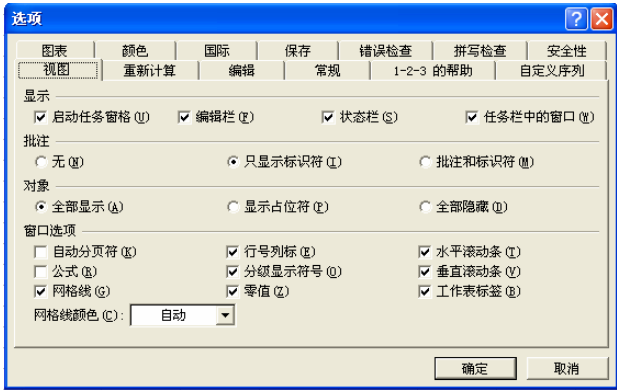 选项
图表 颜色 国际 保存 错误检查 拼写检查 安全性
视图 重新计算 编辑 常规 1-2-3 的帮助 自定义序列
显示
启动任务窗格(U) 编辑栏(F) 状态栏(S) 任务栏中的窗口(W)
批注
无(N) 只显示标识符(I) 批注和标识符(M)
对象
全部显示(A) 显示占位符(P) 全部隐藏(D)
窗口选项
自动分页符(K) 行号列标(E) 水平滚动条(T)
公式(R) 分级显示符号(O) 垂直滚动条(V)
网格线(G) 零值(Z) 工作表标签(B)
网格线颜色(C): 自动
确定 取消